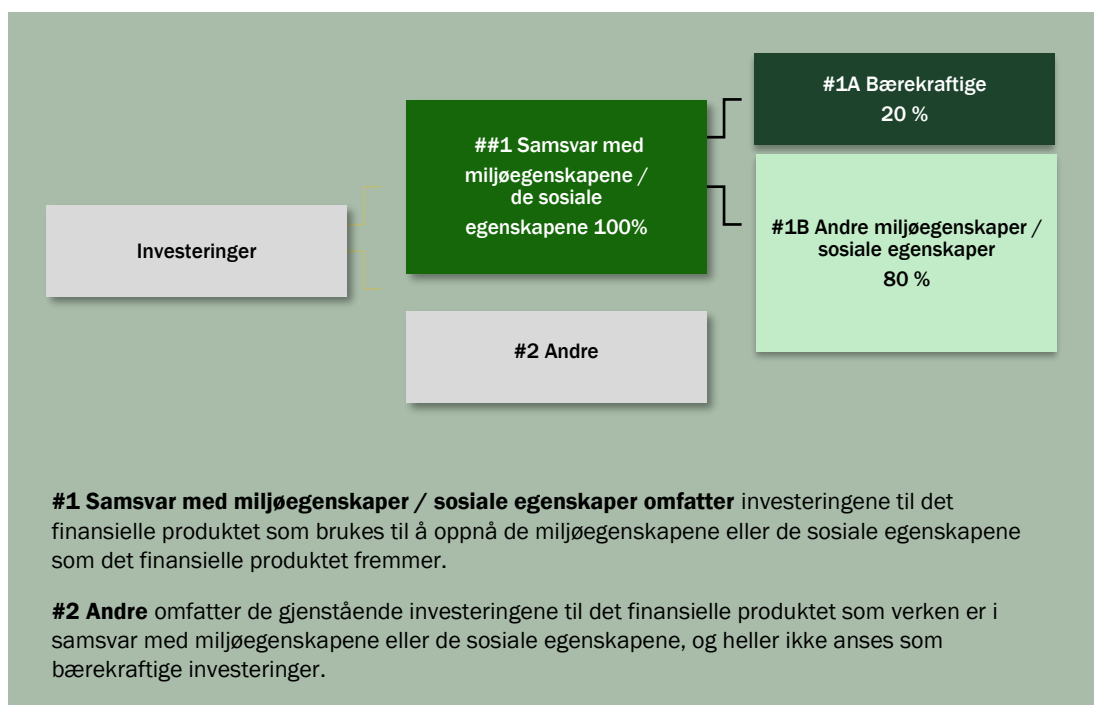 #1A Bærekraftige
20 %
##1 Samsvar med
miljøegenskapene /
de sosiale
egenskapene 100%
#1B Andre miljøegenskaper /
sosiale egenskaper
80 %
Investeringer
#2 Andre
#1 Samsvar med miljøegenskaper / sosiale egenskaper omfatter investeringene til det
finansielle produktet som brukes til å oppnå de miljøegenskapene eller de sosiale egenskapene
som det finansielle produktet fremmer.
#2 Andre omfatter de gjenstående investeringene til det finansielle produktet som verken er i
samsvar med miljøegenskapene eller de sosiale egenskapene, og heller ikke anses som
bærekraftige investeringer.